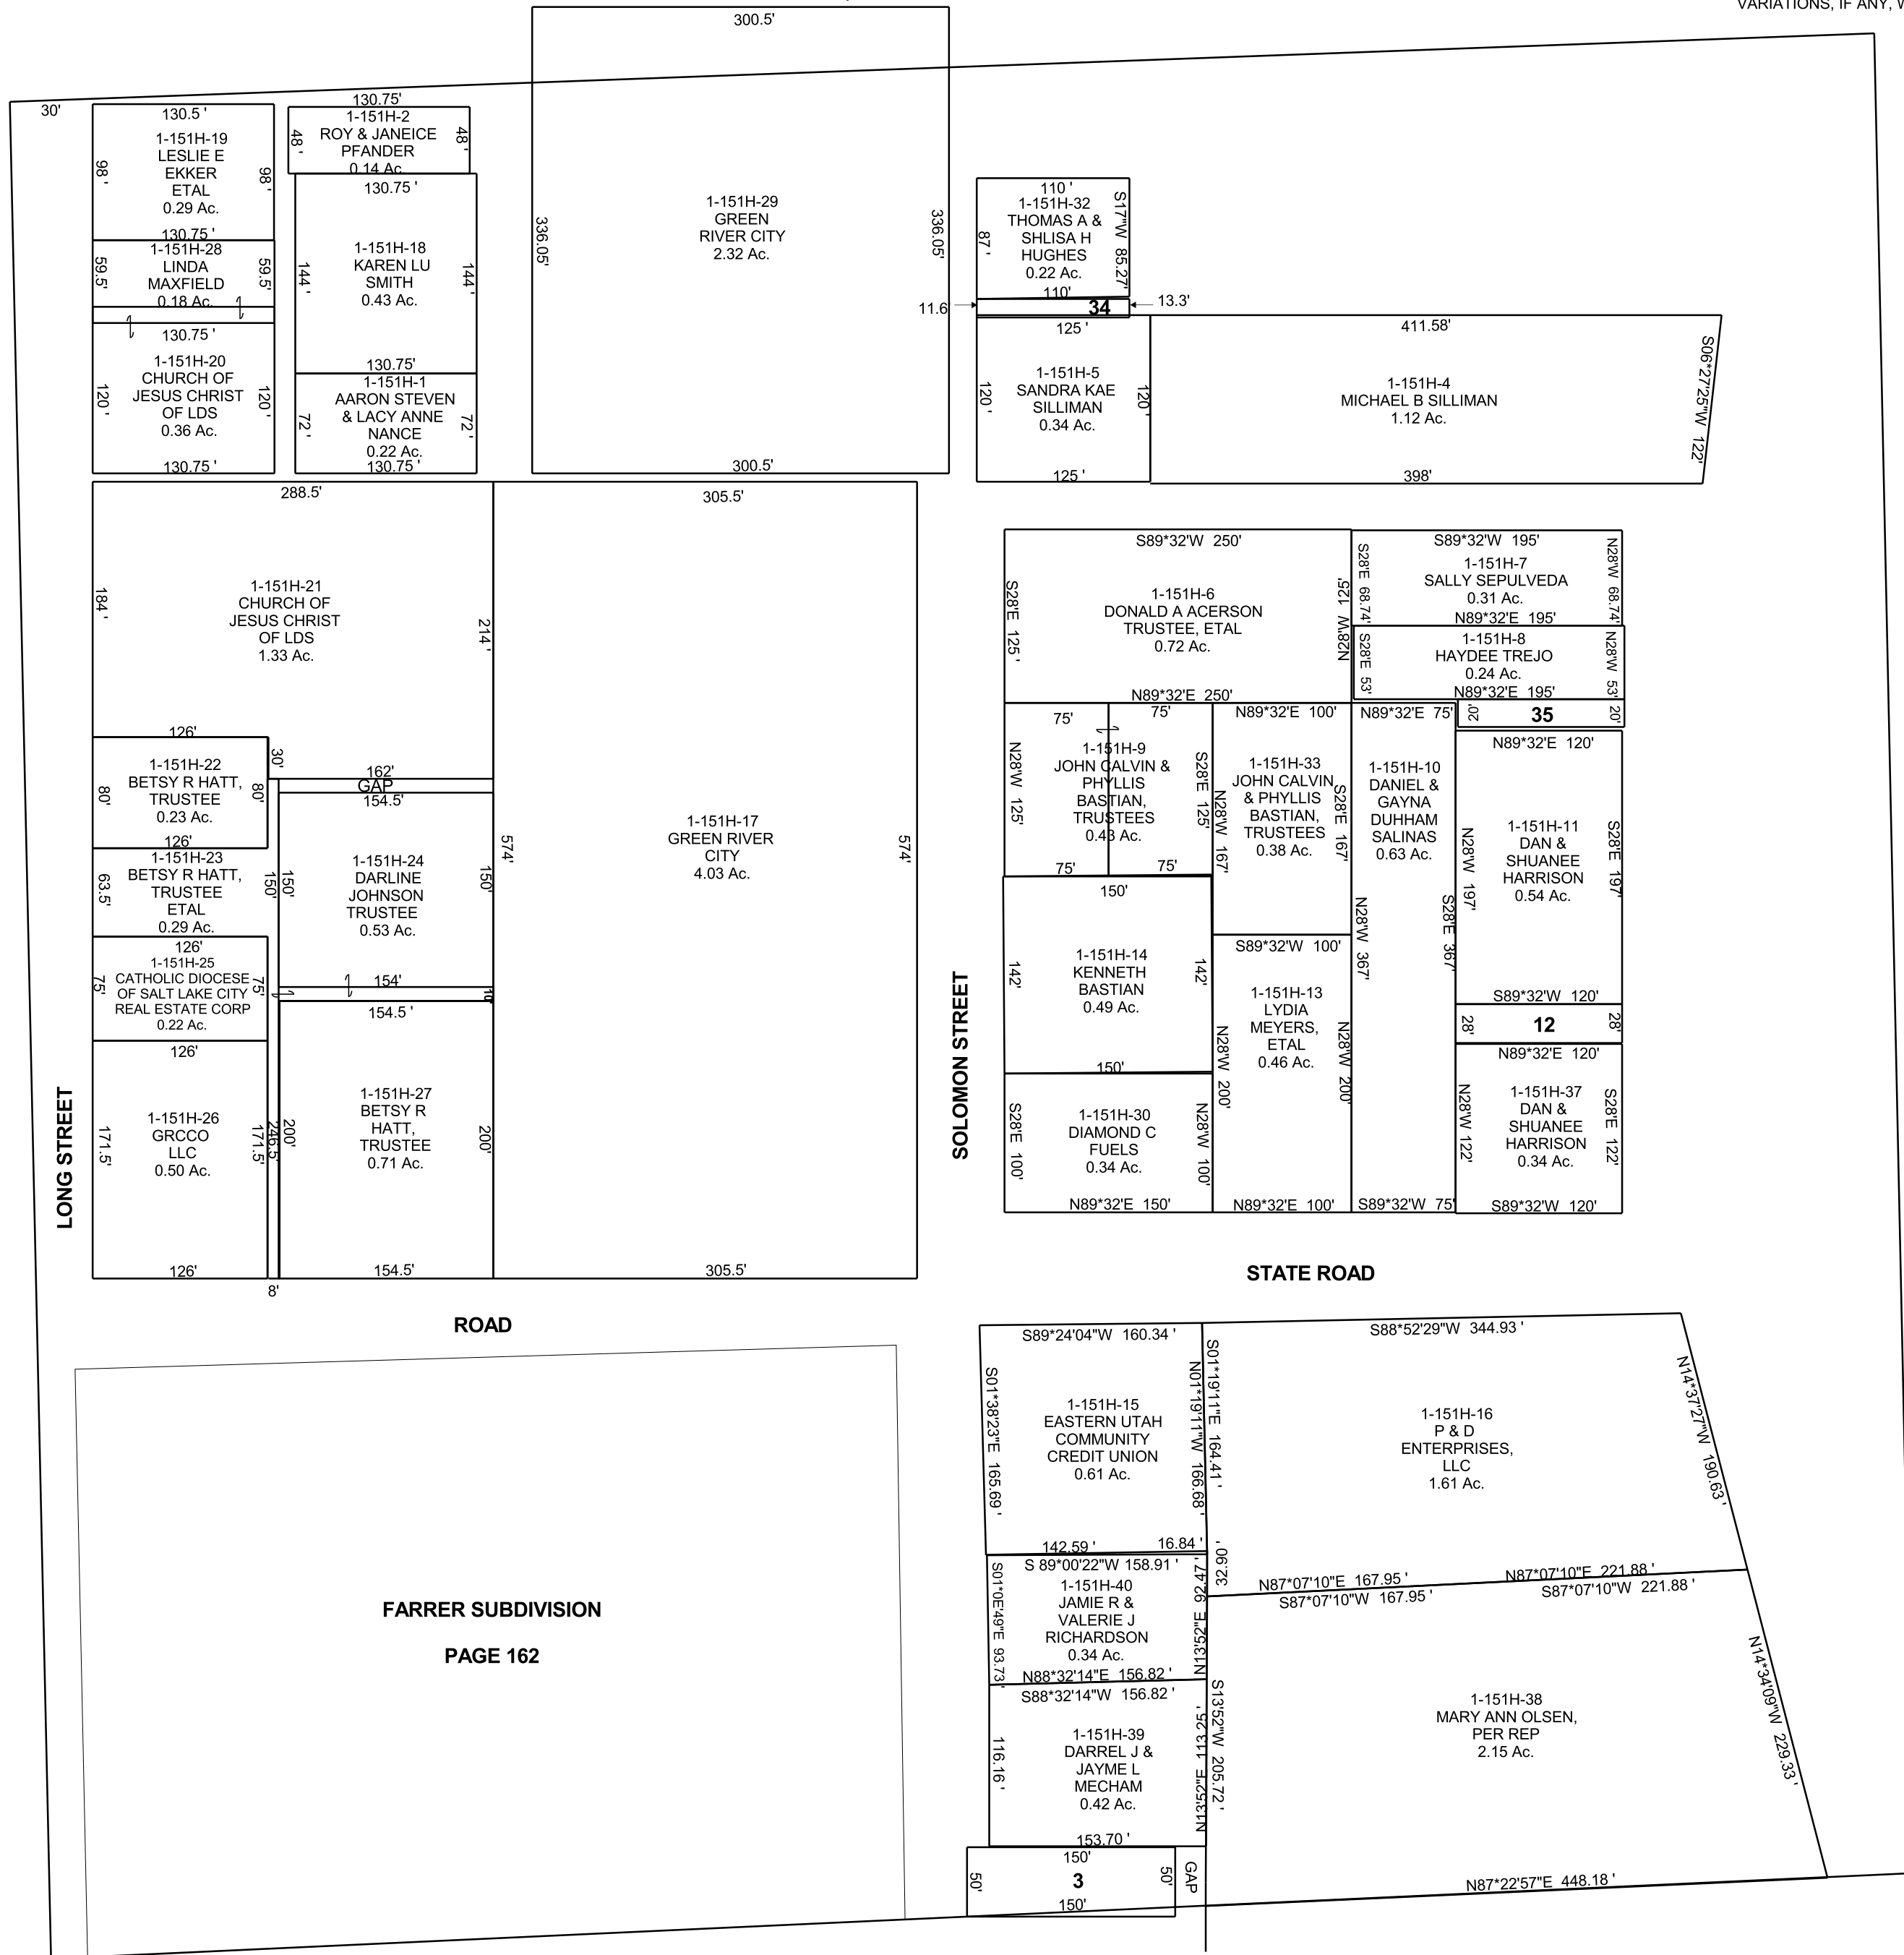 VARIATIONS, IF ANY, W
300.5'
30'
130.5 '
1-151H-19
LESLIE E
EKKER
ETAL
0.29 Ac.
98 '
98 '
130.75 '
1-151H-28
LINDA
MAXFIELD
0.18 Ac.
59.5'
59.5'
130.75 '
1-151H-20
CHURCH OF
JESUS CHRIST
OF LDS
0.36 Ac.
120 '
120 '
130.75 '
130.75'
1-151H-2
ROY & JANEICE
PFANDER
0.14 Ac.
48 '
48 '
130.75 '
1-151H-18
KAREN LU
SMITH
0.43 Ac.
144 '
144 '
130.75'
1-151H-1
AARON STEVEN
& LACY ANNE
NANCE
0.22 Ac.
72 '
72 '
130.75 '
336.05'
1-151H-29
GREEN
RIVER CITY
2.32 Ac.
336.05'
300.5'
110 '
1-151H-32
THOMAS A &
SHLISA H
HUGHES
0.22 Ac.
87 '
S17"W 85.27'
110'
11.6'
34
13.3'
125 '
1-151H-5
SANDRA KAE
SILLIMAN
0.34 Ac.
120 '
120 '
125 '
411.58'
1-151H-4
MICHAEL B SILLIMAN
1.12 Ac.
S06*27'25"W 122'
398'
288.5'
184 '
1-151H-21
CHURCH OF
JESUS CHRIST
OF LDS
1.33 Ac.
214 '
126'
30'
162'
GAP
154.5'
1-151H-22
BETSY R HATT,
TRUSTEE
0.23 Ac.
80'
80'
126'
1-151H-23
BETSY R HATT,
TRUSTEE
ETAL
0.29 Ac.
63.5'
150'
150'
1-151H-24
DARLINE
JOHNSON
TRUSTEE
0.53 Ac.
150'
126'
1-151H-25
CATHOLIC DIOCESE
OF SALT LAKE CITY
REAL ESTATE CORP
0.22 Ac.
75'
75'
154'
10'
154.5 '
126'
1-151H-26
GRCCO
LLC
0.50 Ac.
171.5'
171.5'
246.5'
200'
1-151H-27
BETSY R
HATT,
TRUSTEE
0.71 Ac.
200'
126'
8'
154.5'
305.5'
1-151H-17
GREEN RIVER
CITY
4.03 Ac.
574'
574'
305.5'
LONG STREET
SOLOMON STREET
S89*32'W 250'
S28'E 125 '
1-151H-6
DONALD A ACERSON
TRUSTEE, ETAL
0.72 Ac.
N28'W 125'
N89*32'E 250'
S89*32'W 195'
S28'E 68.74'
1-151H-7
SALLY SEPULVEDA
0.31 Ac.
N28'W 68.74'
N89*32'E 195'
S28'E 53'
1-151H-8
HAYDEE TREJO
0.24 Ac.
N28'W 53'
N89*32'E 195'
20'
35
20'
75'
75'
N28'W 125'
1-151H-9
JOHN CALVIN &
PHYLLIS
BASTIAN,
TRUSTEES
0.43 Ac.
S28'E 125'
75'
75'
N89*32'E 100'
N28'W 167'
1-151H-33
JOHN CALVIN
& PHYLLIS
BASTIAN,
TRUSTEES
0.38 Ac.
S28'E 167'
N89*32'E 75'
1-151H-10
DANIEL &
GAYNA
DUHHAM
SALINAS
0.63 Ac.
N28'W 367'
S28'E 367'
S89*32'W 75'
N89*32'E 120'
N28'W 197'
1-151H-11
DAN &
SHUANEE
HARRISON
0.54 Ac.
S28'E 197'
S89*32'W 120'
28'
12
28'
N89*32'E 120'
N28'W 122'
1-151H-37
DAN &
SHUANEE
HARRISON
0.34 Ac.
S28'E 122'
S89*32'W 120'
150'
142'
1-151H-14
KENNETH
BASTIAN
0.49 Ac.
142'
150'
S28'E 100'
1-151H-30
DIAMOND C
FUELS
0.34 Ac.
N28'W 100'
N89*32'E 150'
S89*32'W 100'
N28'W 200'
1-151H-13
LYDIA
MEYERS,
ETAL
0.46 Ac.
N28'W 200'
N89*32'E 100'
STATE ROAD
ROAD
FARRER SUBDIVISION
PAGE 162
S89*24'04"W 160.34 '
S01*38'23"E 165.69 '
1-151H-15
EASTERN UTAH
COMMUNITY
CREDIT UNION
0.61 Ac.
N01*19'11"W 166.68 '
142.59 '
16.84 '
S88*52'29"W 344.93 '
S01*19'11"E 164.41 '
32.90 '
1-151H-16
P & D
ENTERPRISES,
LLC
1.61 Ac.
N14*37'27"W 190.63 '
N87*07'10"E 167.95 '
N87*07'10"E 221.88 '
S 89*00'22"W 158.91 '
S01*0E'49"E 93.73 '
1-151H-40
JAMIE R &
VALERIE J
RICHARDSON
0.34 Ac.
N13'52"E 92.47 '
N88*32'14"E 156.82 '
S88*32'14"W 156.82 '
116.16 '
1-151H-39
DARREL J &
JAYME L
MECHAM
0.42 Ac.
N13'52"E 113.25 '
153.70 '
S87*07'10"W 167.95 '
S87*07'10"W 221.88 '
S13'52"W 205.72 '
1-151H-38
MARY ANN OLSEN,
PER REP
2.15 Ac.
N14*34'09"W 229.33 '
N87*22'57"E 448.18 '
150'
50'
3
50'
150'
GAP